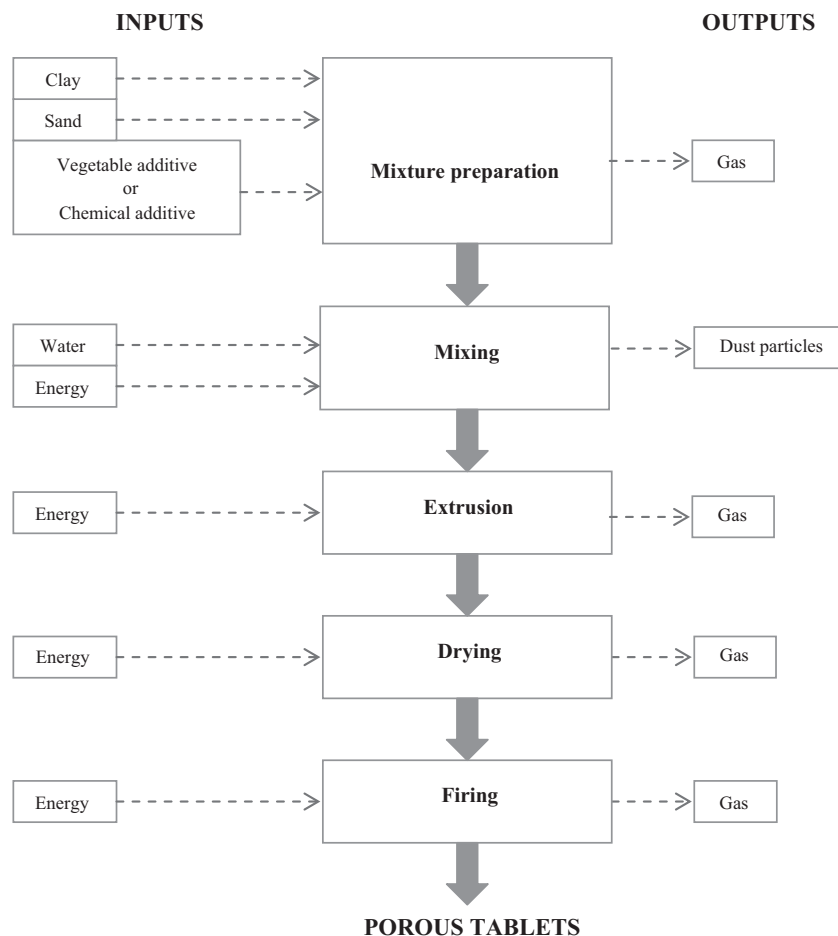 INPUTS
OUTPUTS
Clay
Sand
Vegetable additive
or
Chemical additive
Mixture preparation
Gas
Water
Energy
Mixing
Dust particles
Energy
Extrusion
Gas
Energy
Drying
Gas
Energy
Firing
Gas
POROUS TABLETS